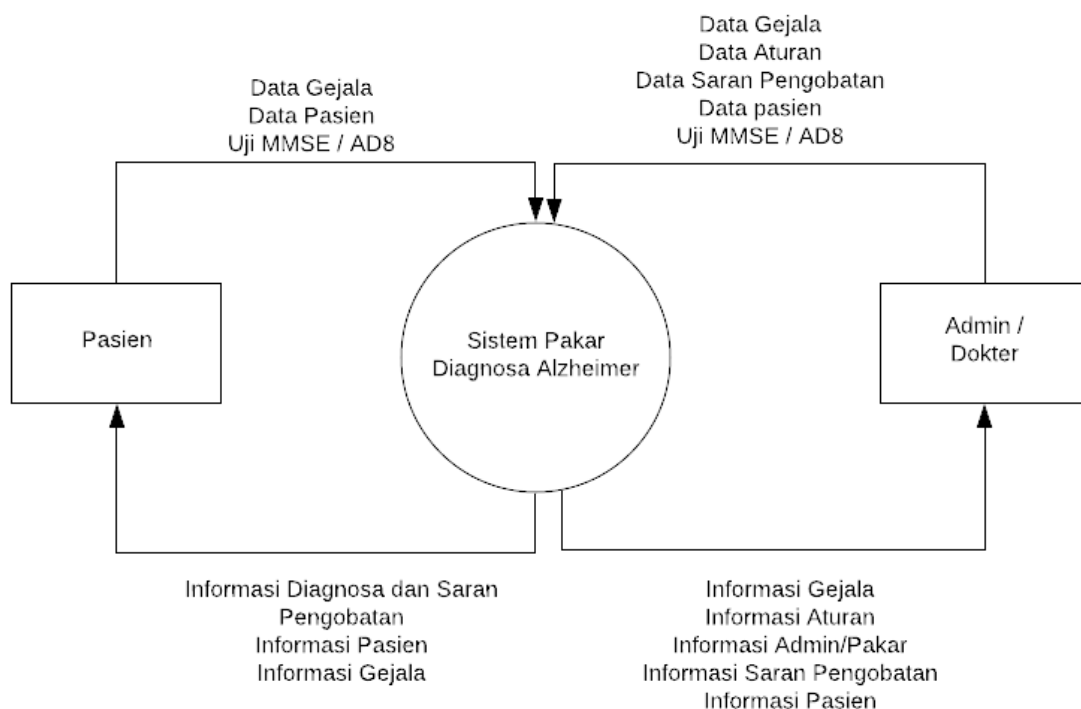 Data Gejala
Data Pasien
Uji MMSE / AD8
Data Gejala
Data Aturan
Data Saran Pengobatan
Data pasien
Uji MMSE / AD8
Pasien
Sistem Pakar
Diagnosa Alzheimer
Admin /
Dokter
Informasi Diagnosa dan Saran
Pengobatan
Informasi Pasien
Informasi Gejala
Informasi Gejala
Informasi Aturan
Informasi Admin/Pakar
Informasi Saran Pengobatan
Informasi Pasien